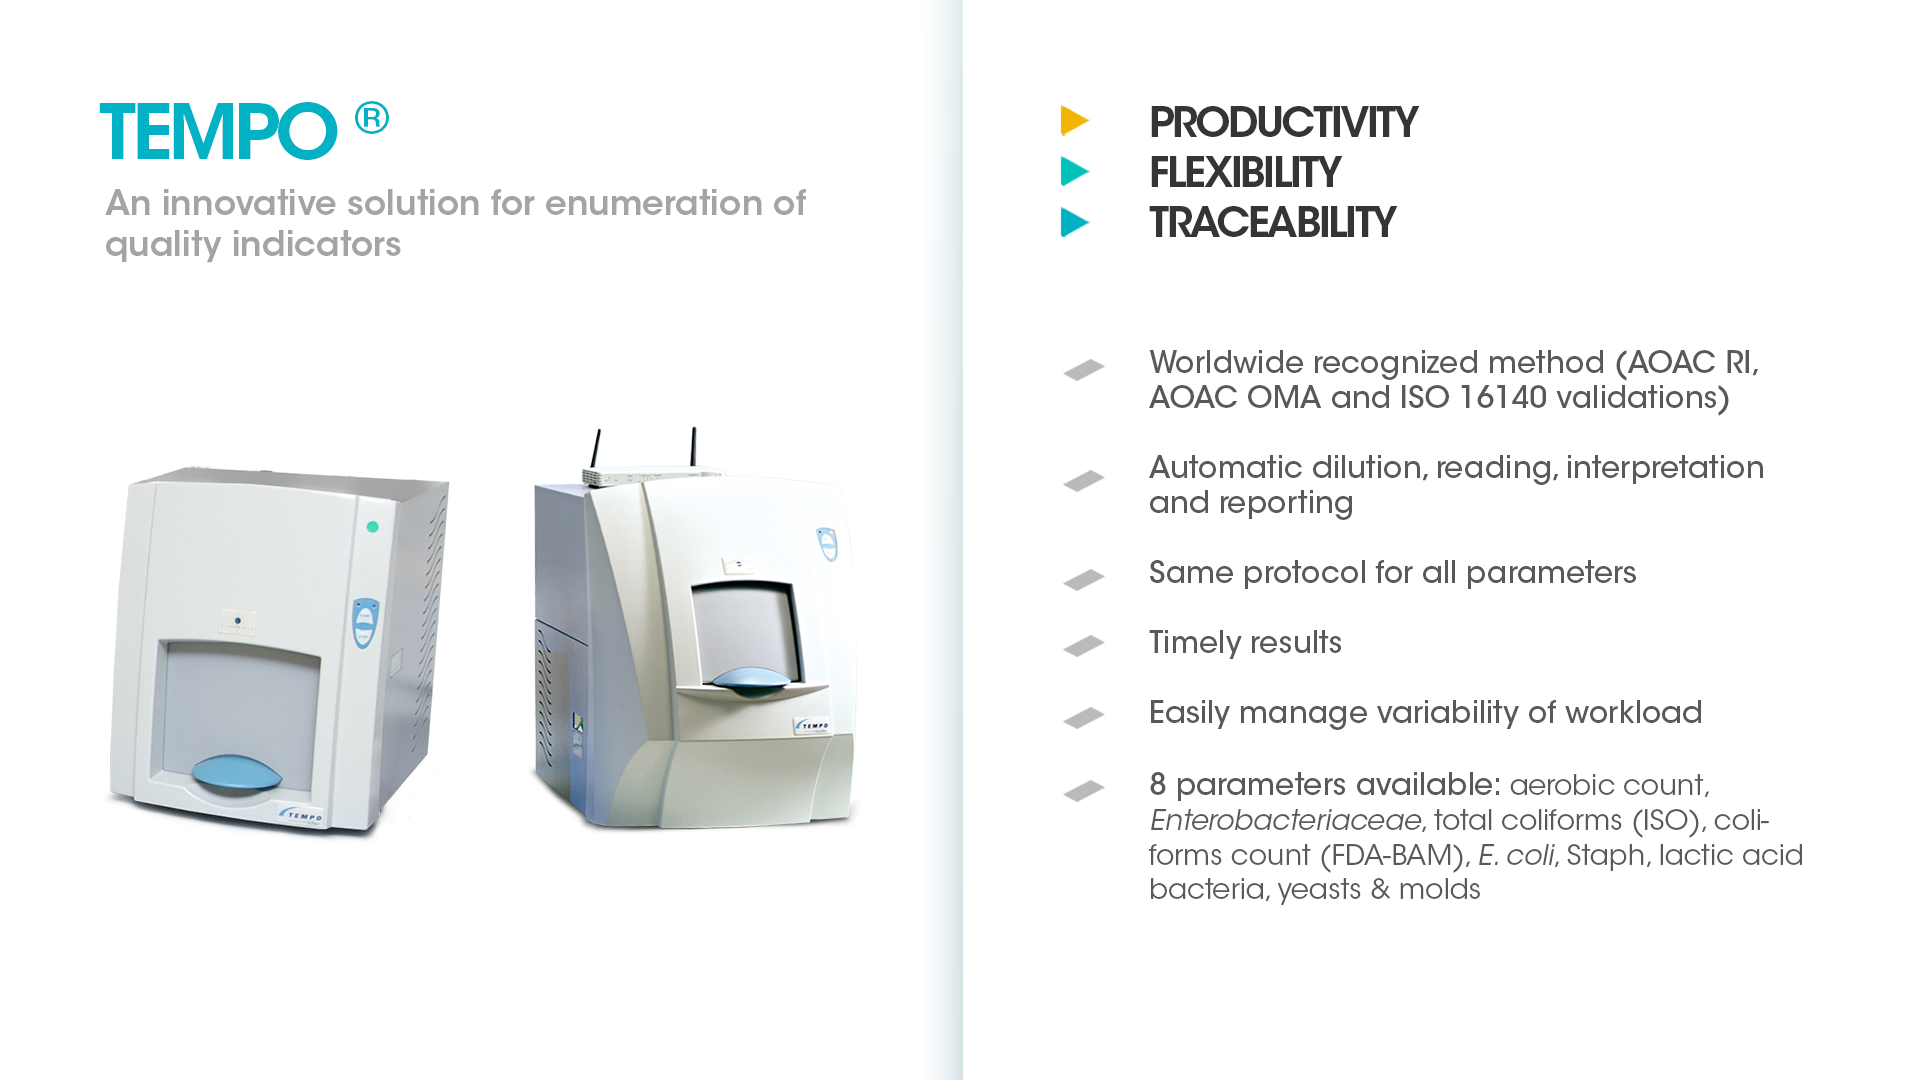 TEMPO ®
An innovative solution for enumeration of
quality indicators
TEMPO
TEMPO
PRODUCTIVITY
FLEXIBILITY
TRACEABILITY
Worldwide recognized method (AOAC RI,
AOAC OMA and ISO 16140 validations)
Automatic dilution, reading, interpretation
and reporting
Same protocol for all parameters
Timely results
Easily manage variability of workload
8 parameters available: aerobic count,
Enterobacteriaceae, total coliforms (ISO), coli-
forms count (FDA-BAM), E. coli, Staph, lactic acid
bacteria, yeasts & molds